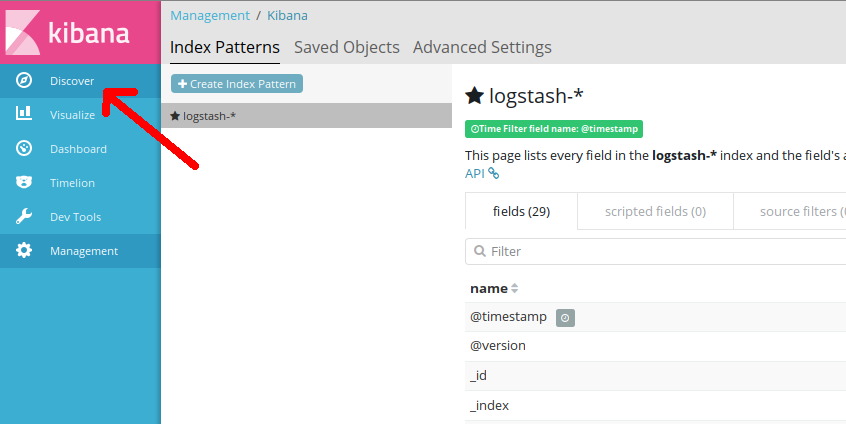 kibana
Discover
Visualize
Dashboard
Timelion
Dev Tools
Management
Management / Kibana
Index Patterns Saved Objects Advanced Settings
Create Index Pattern
logstash-*
logstash-*
Time Filter field name: @timestamp
This page lists every field in the logstash-* index and the field's
API
fields (29) scripted fields (0) source filters
Filter
name
@timestamp
@version
_id
_index